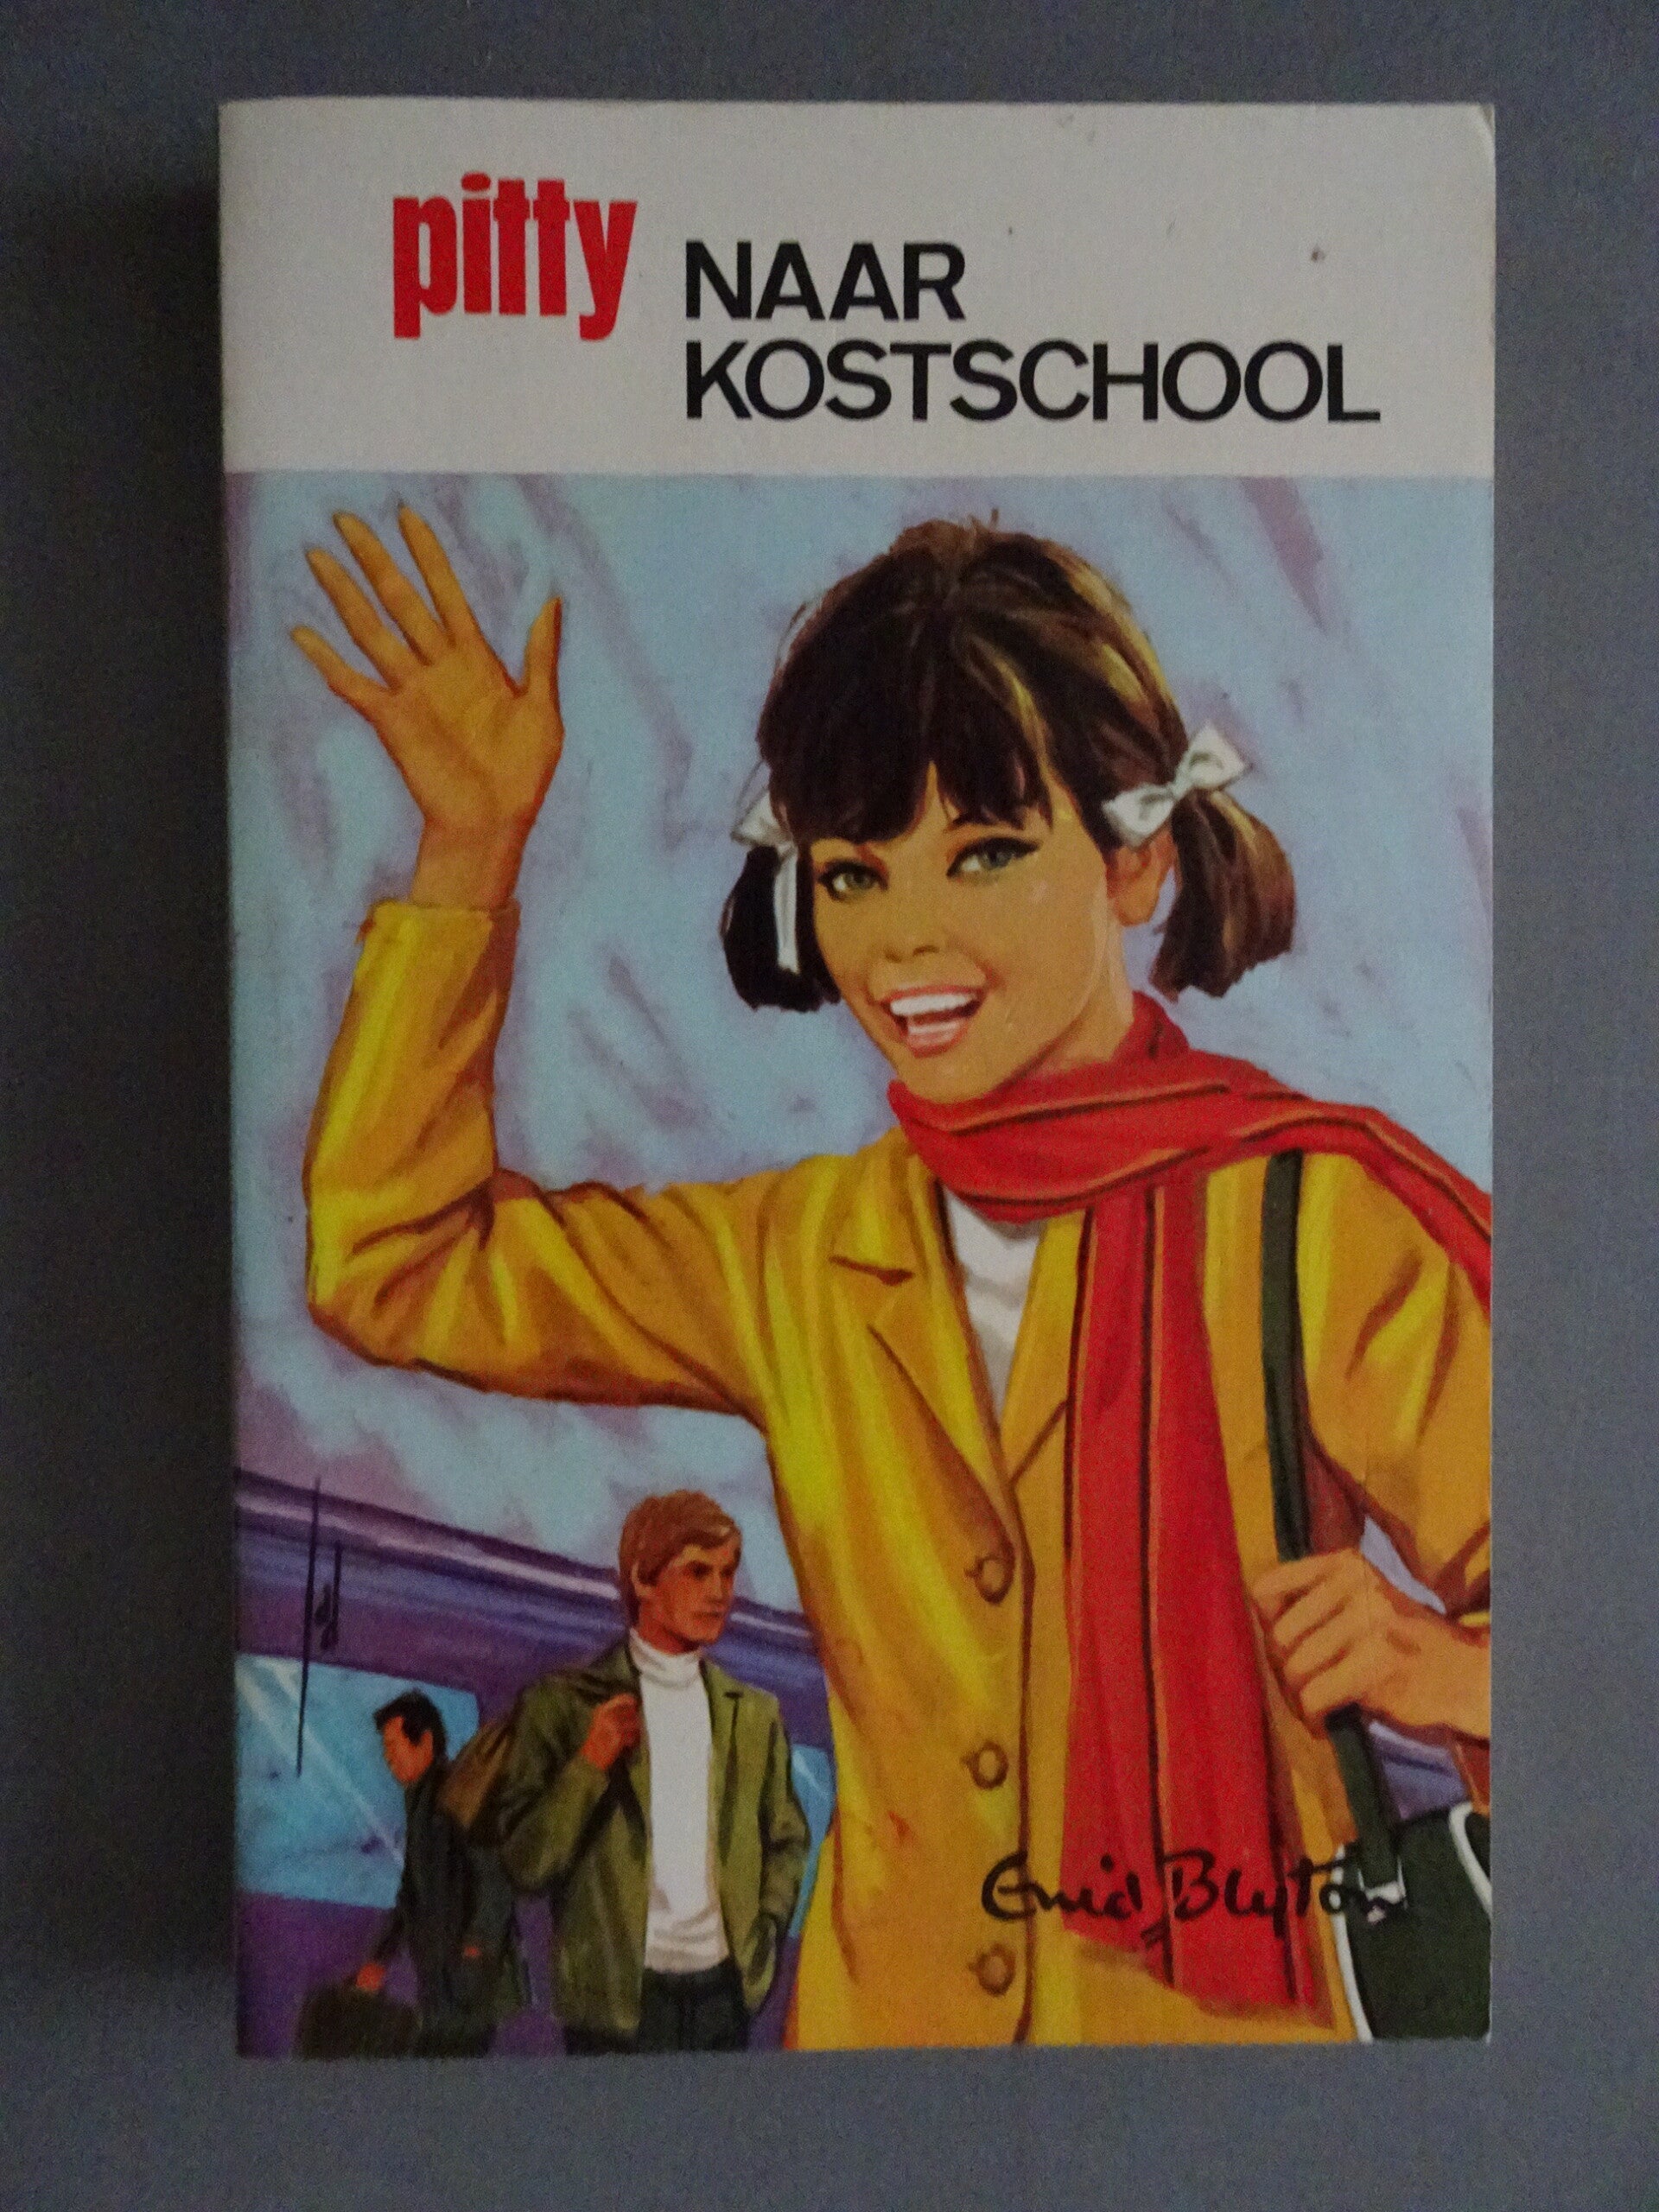 pitty NAAR
KOSTSCHOOL
Enid Blyton